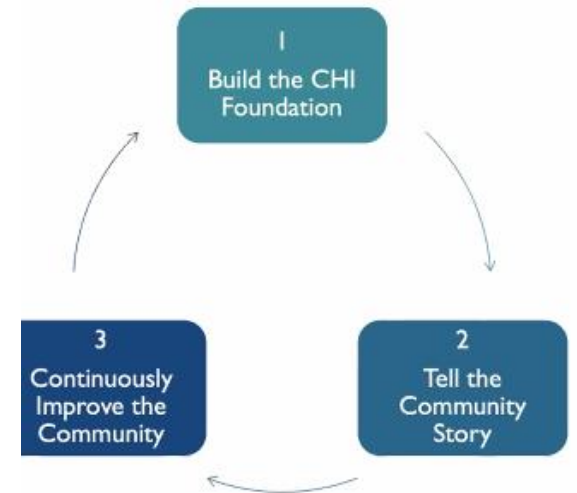 1
Build the CHI
Foundation
2
Tell the
Community
Story
3
Continuously
Improve the
Community